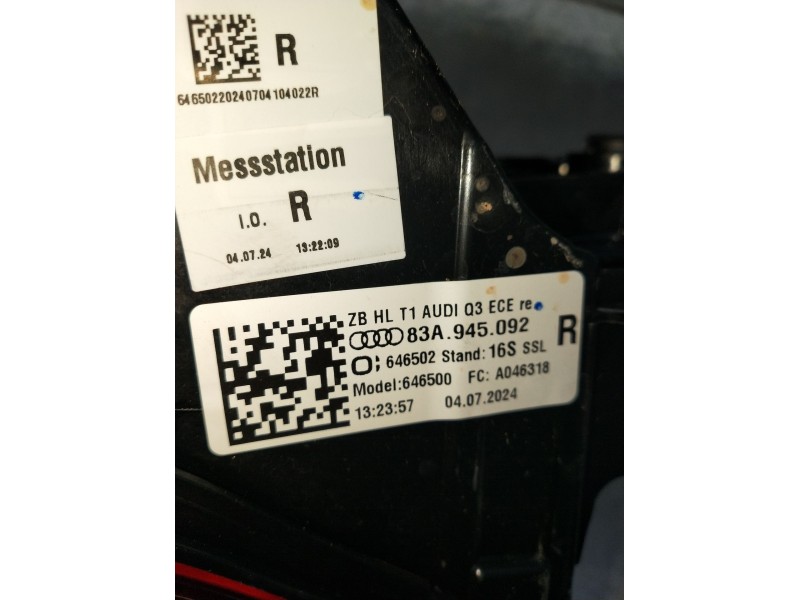 R
64650220240704104022R
Messstation
I.O. R
04.07.24 13:22:09
ZB HL T1 AUDI Q3 ECE re.
83A.945.092
R
646502 Stand: 16S SSL
Model:646500 FC: A046318
13:23:57 04.07.2024